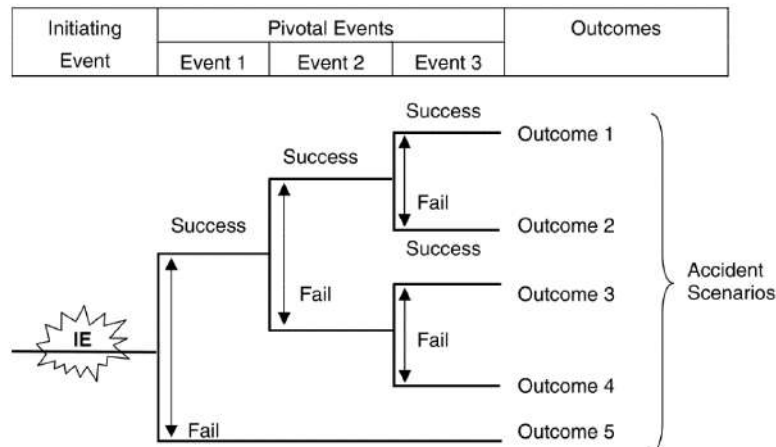 Initiating Event
Pivotal Events
Outcomes
Event 1
Event 2
Event 3
Success
Outcome 1
Success
Fail
Success
Outcome 2
Success
Fail
Outcome 3
Accident Scenarios
IE
Fail
Outcome 4
Fail
Outcome 5